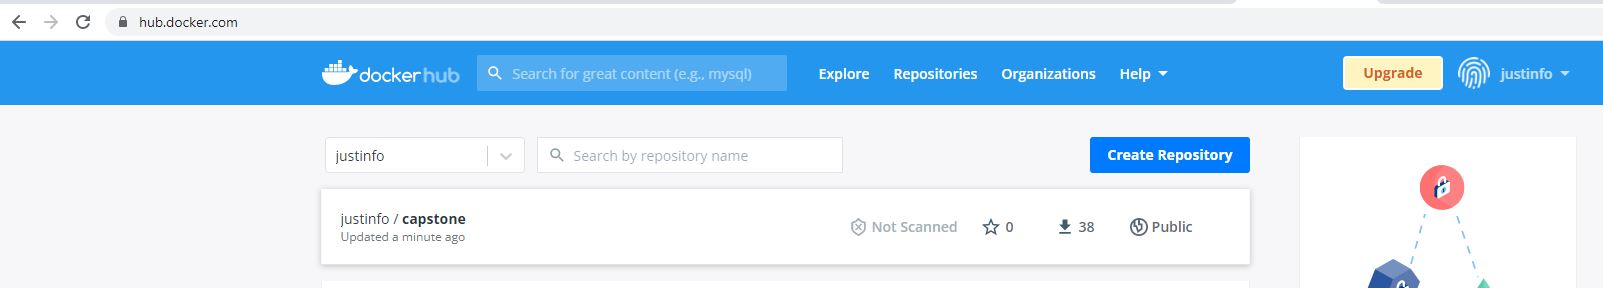 hub.docker.com
dockerhub Search for great content (e.g., mysql) Explore Repositories Organizations Help Upgrade justinfo
justinfo Search by repository name Create Repository
justinfo / capstone Not Scanned 0 38 Public
Updated a minute ago